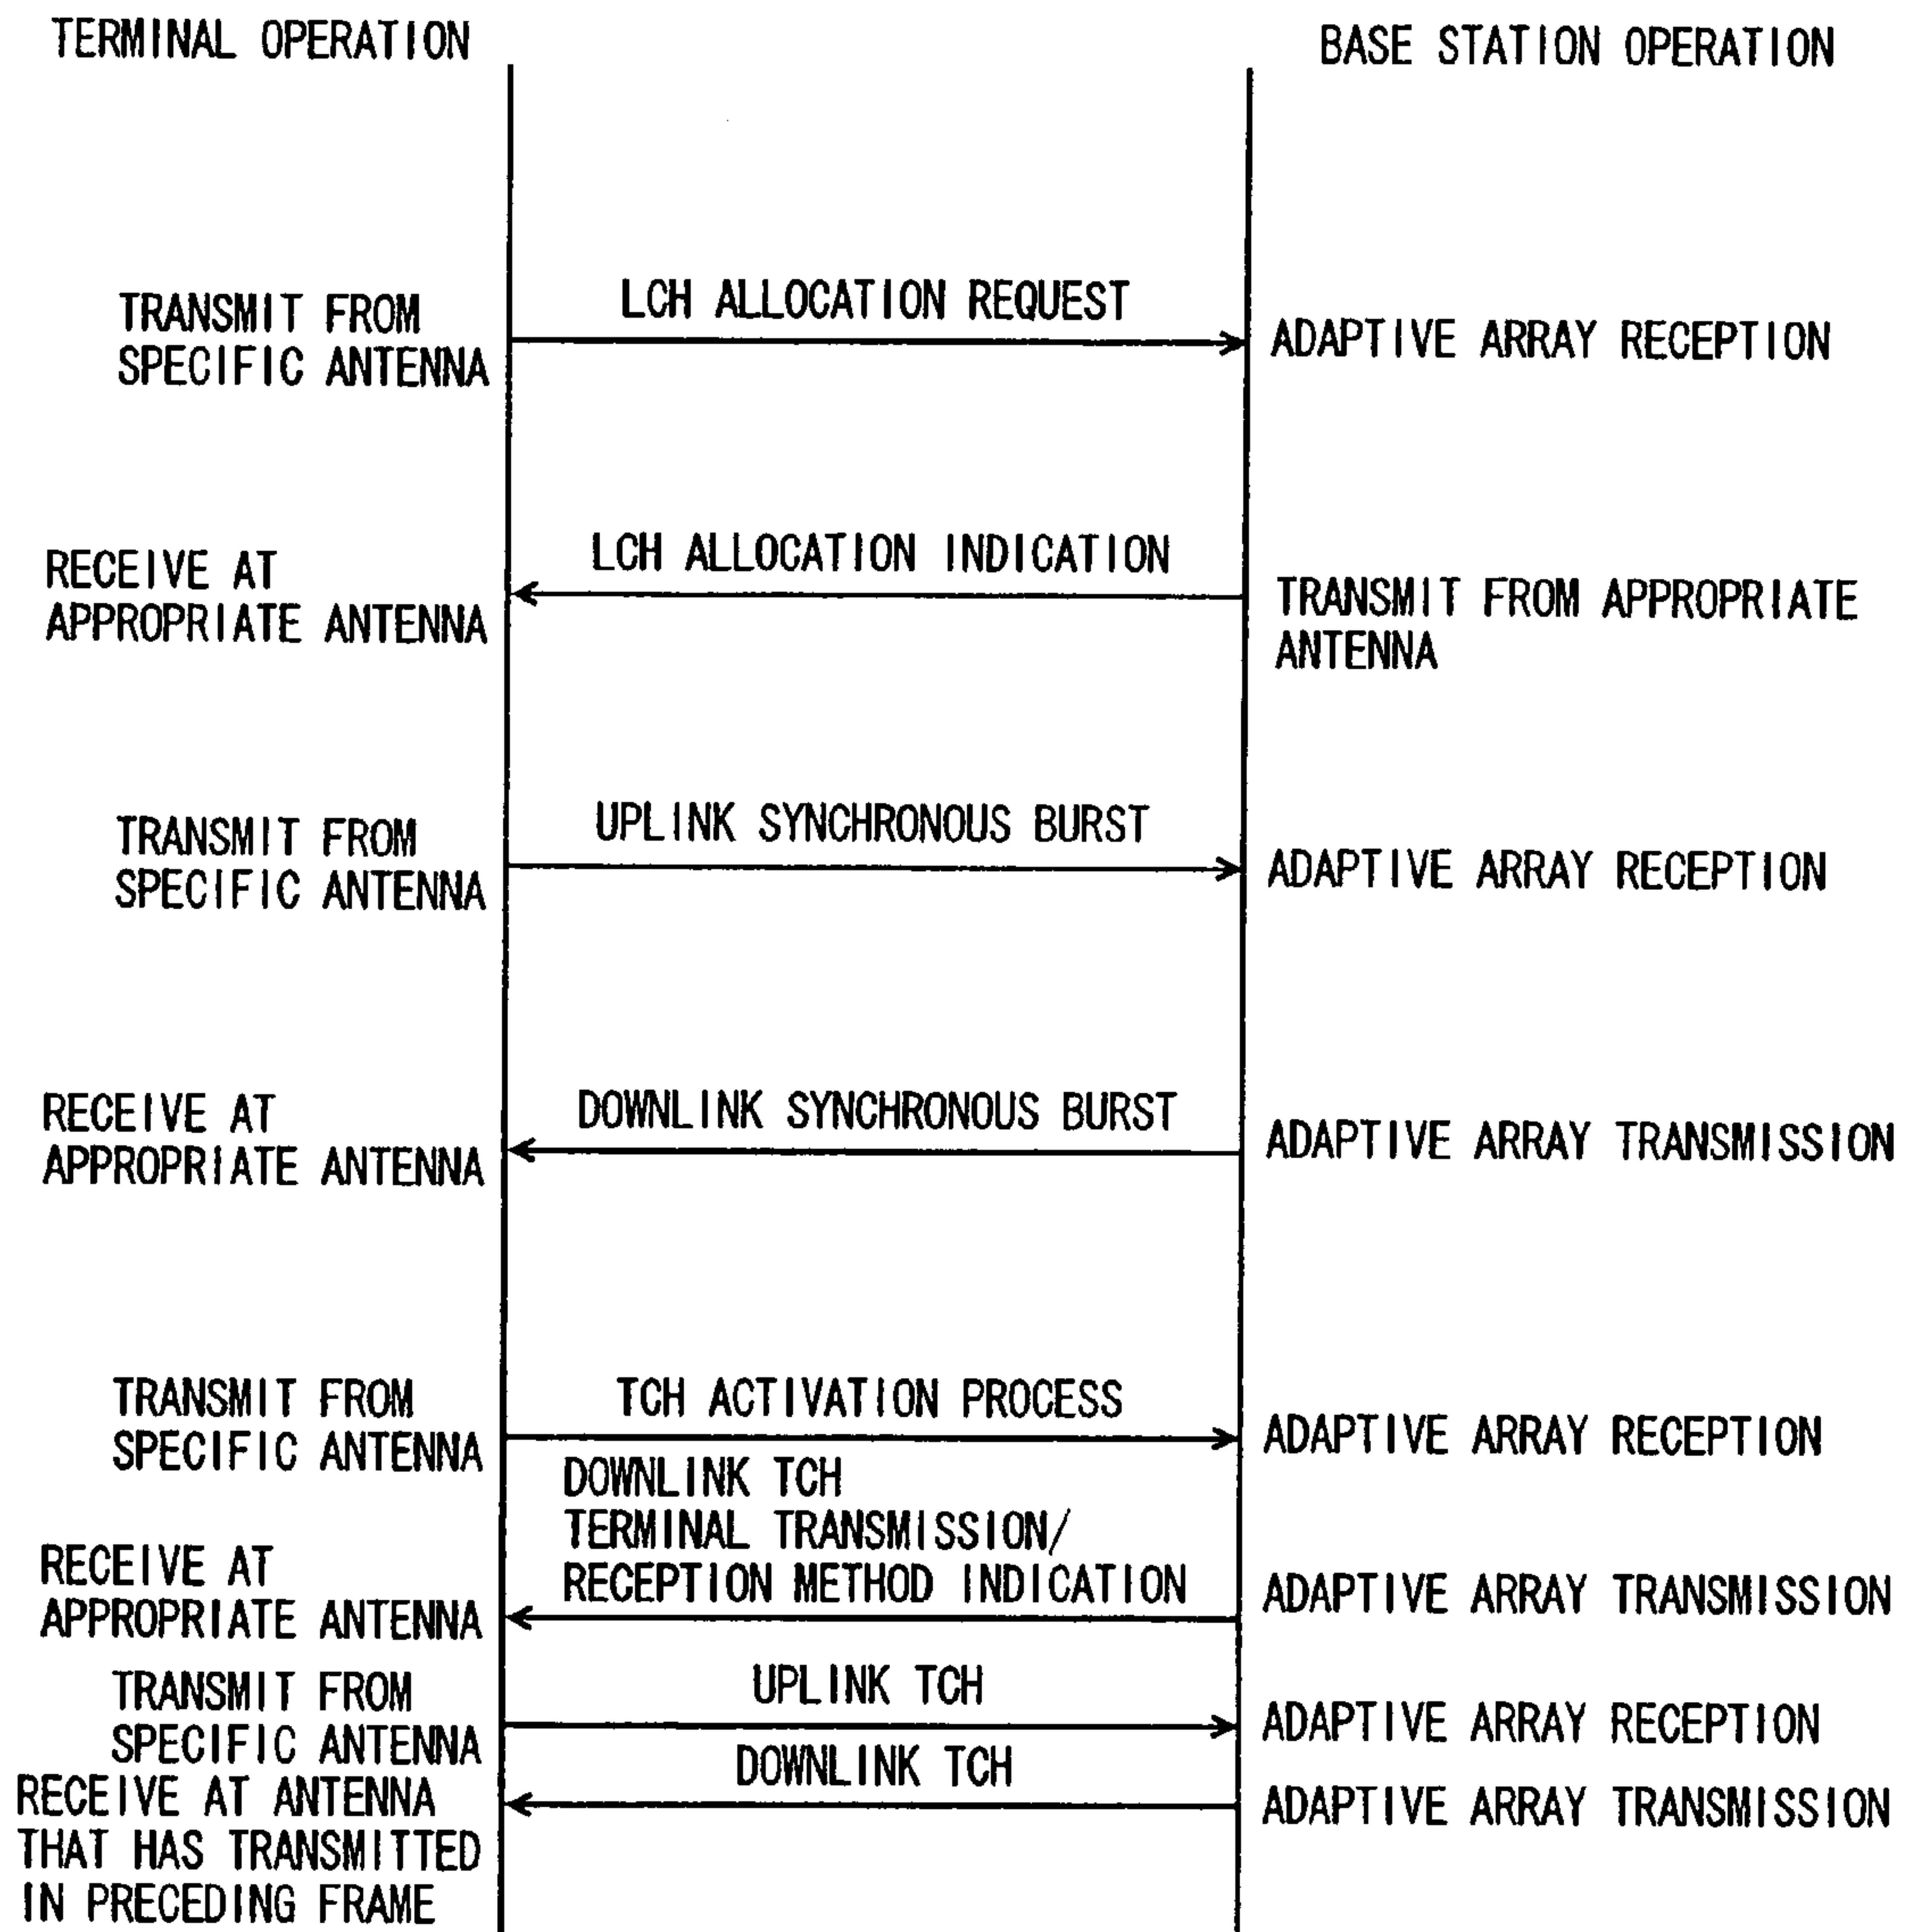 TERMINAL OPERATION
BASE STATION OPERATION
TRANSMIT FROM
SPECIFIC ANTENNA
LCH ALLOCATION REQUEST
ADAPTIVE ARRAY RECEPTION
RECEIVE AT
APPROPRIATE ANTENNA
LCH ALLOCATION INDICATION
TRANSMIT FROM APPROPRIATE
ANTENNA
TRANSMIT FROM
SPECIFIC ANTENNA
UPLINK SYNCHRONOUS BURST
ADAPTIVE ARRAY RECEPTION
RECEIVE AT
APPROPRIATE ANTENNA
DOWNLINK SYNCHRONOUS BURST
ADAPTIVE ARRAY TRANSMISSION
TRANSMIT FROM
SPECIFIC ANTENNA
TCH ACTIVATION PROCESS
ADAPTIVE ARRAY RECEPTION
RECEIVE AT
APPROPRIATE ANTENNA
DOWNLINK TCH
TERMINAL TRANSMISSION/
RECEPTION METHOD INDICATION
ADAPTIVE ARRAY TRANSMISSION
TRANSMIT FROM
SPECIFIC ANTENNA
UPLINK TCH
ADAPTIVE ARRAY RECEPTION
RECEIVE AT ANTENNA
THAT HAS TRANSMITTED
IN PRECEDING FRAME
DOWNLINK TCH
ADAPTIVE ARRAY TRANSMISSION